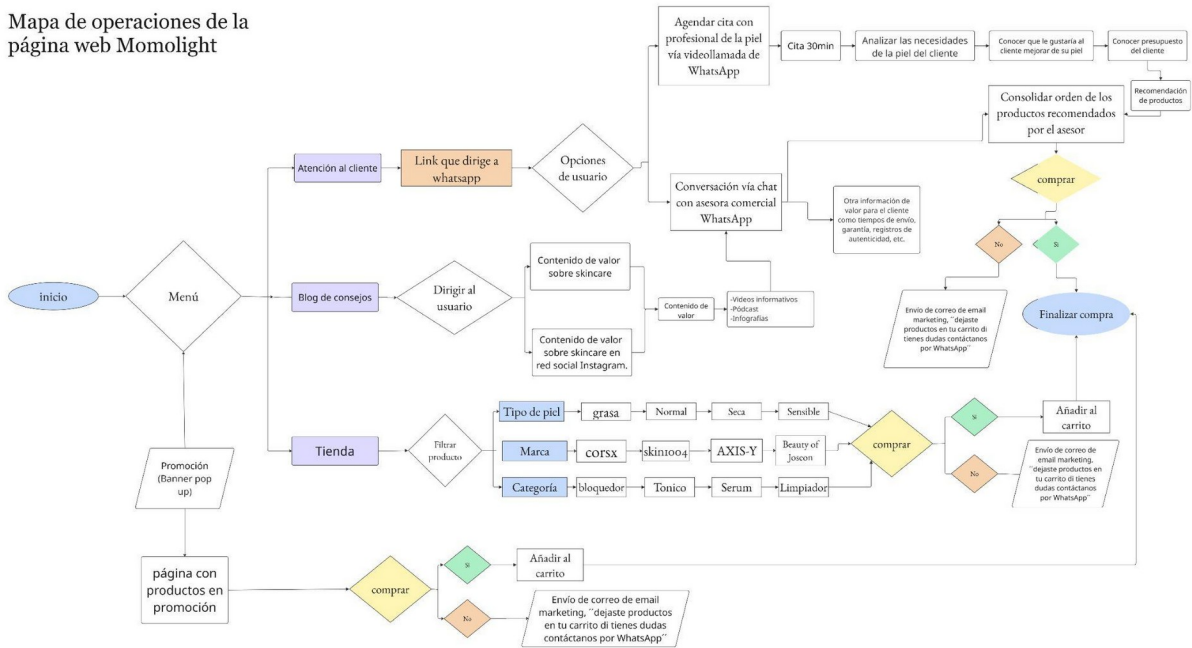 Mapa de operaciones de la
página web Momolight
Agendar cita con
profesional de la piel
vía videollamada de
WhatsApp
Cita 30min
Analizar las necesidades
de la piel del cliente
Conocer que le gustaría al
cliente mejorar de su piel
Conocer presupuesto
del cliente
Recomendación
de productos
Consolidar orden de los
productos recomendados
por el asesor
Atención al cliente
Link que dirige a
whatsapp
Opciones
de usuario
Conversación vía chat
con asesora comercial
WhatsApp
Otra información de
valor para el cliente
como tiempos de envío,
garantía, registros de
autenticidad, etc.
comprar
No
Si
inicio
Menú
Blog de consejos
Dirigir al
usuario
Contenido de valor
sobre skincare
Contenido de valor
sobre skincare en
red social Instagram.
Contenido de
valor
-Videos informativos
-Pódcast
-Infografías
Envío de correo de email
marketing, ´´dejaste
productos en tu carrito di
tienes dudas contáctanos
por WhatsApp´´
Finalizar compra
Tienda
Filtrar
producto
Tipo de piel
grasa
Normal
Seca
Sensible
Marca
corsx
skin1004
AXIS-Y
Beauty of
Joscon
Categoría
bloquedor
Tonico
Serum
Limpiador
comprar
Si
No
Añadir al
carrito
Envío de correo de
email marketing,
´´dejaste productos en
tu carrito di tienes
dudas contáctanos
por WhatsApp´´
Promoción
(Banner pop
up)
página con
productos en
promoción
comprar
Si
No
Añadir al
carrito
Envío de correo de email
marketing, ´´dejaste productos
en tu carrito di tienes dudas
contáctanos por WhatsApp´´